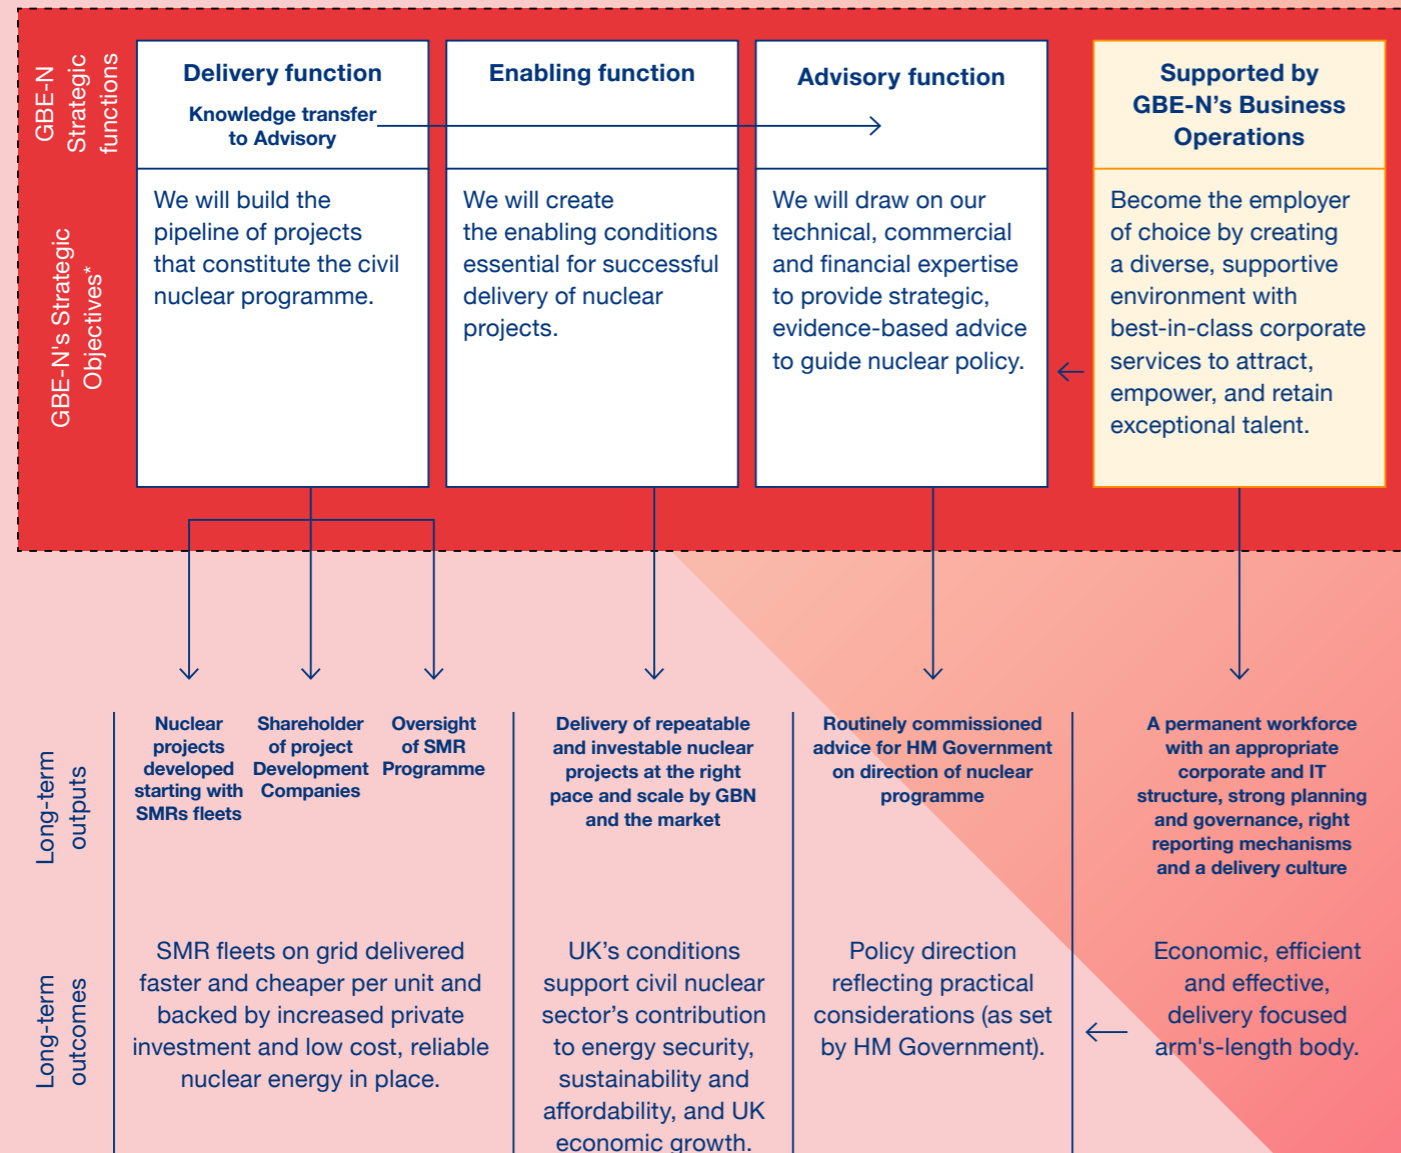 GBE-N
Strategic
functions
Delivery function
Knowledge transfer
to Advisory
Enabling function
Advisory function
Supported by
GBE-N’s Business
Operations
GBE-N's Strategic
Objectives*
We will build the
pipeline of projects
that constitute the civil
nuclear programme.
We will create
the enabling conditions
essential for successful
delivery of nuclear
projects.
We will draw on our
technical, commercial
and financial expertise
to provide strategic,
evidence-based advice
to guide nuclear policy.
Become the employer
of choice by creating
a diverse, supportive
environment with
best-in-class corporate
services to attract,
empower, and retain
exceptional talent.
Long-term
outputs
Nuclear
projects
developed
starting with
SMRs fleets
Shareholder
of project
Development
Companies
Oversight
of SMR
Programme
Delivery of repeatable
and investable nuclear
projects at the right
pace and scale by GBN
and the market
Routinely commissioned
advice for HM Government
on direction of nuclear
programme
A permanent workforce
with an appropriate
corporate and IT
structure, strong planning
and governance, right
reporting mechanisms
and a delivery culture
Long-term
outcomes
SMR fleets on grid delivered
faster and cheaper per unit and
backed by increased private
investment and low cost, reliable
nuclear energy in place.
UK’s conditions
support civil nuclear
sector’s contribution
to energy security,
sustainability and
affordability, and UK
economic growth.
Policy direction
reflecting practical
considerations (as set
by HM Government).
Economic, efficient
and effective,
delivery focused
arm's-length body.